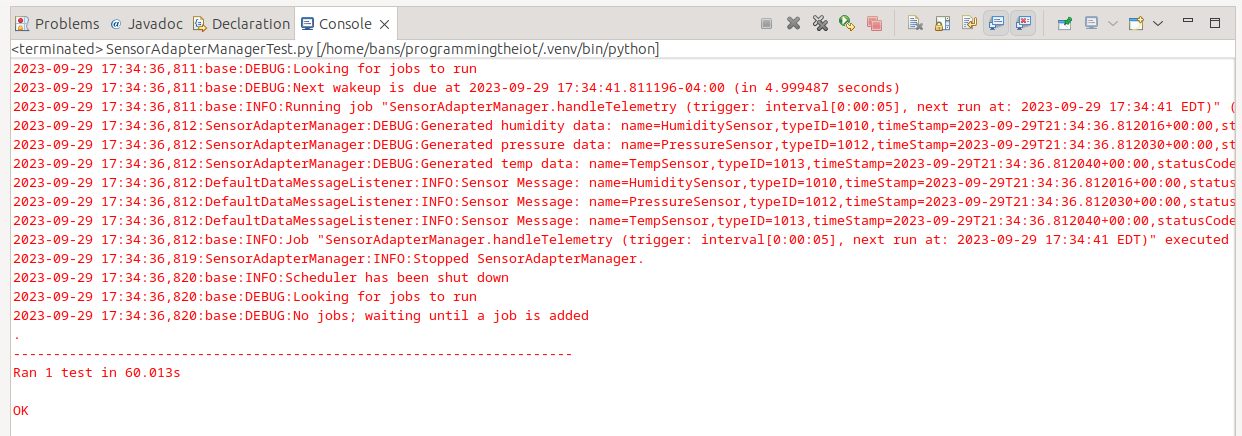 Problems @ Javadoc Declaration Console
<terminated> SensorAdapterManagerTest.py [/home/bans/programmingtheiot/.venv/bin/python]
2023-09-29 17:34:36,811:base:DEBUG:Looking for jobs to run
2023-09-29 17:34:36,811:base:DEBUG:Next wakeup is due at 2023-09-29 17:34:41.811196-04:00 (in 4.999487 seconds)
2023-09-29 17:34:36,811:base:INFO:Running job "SensorAdapterManager.handleTelemetry (trigger: interval[0:00:05], next run at: 2023-09-29 17:34:41 EDT)" (
2023-09-29 17:34:36,812:SensorAdapterManager:DEBUG:Generated humidity data: name=HumiditySensor,typeID=1010,timeStamp=2023-09-29T21:34:36.812016+00:00,st
2023-09-29 17:34:36,812:SensorAdapterManager:DEBUG:Generated pressure data: name=PressureSensor,typeID=1012,timeStamp=2023-09-29T21:34:36.812030+00:00,st
2023-09-29 17:34:36,812:SensorAdapterManager:DEBUG:Generated temp data: name=TempSensor,typeID=1013,timeStamp=2023-09-29T21:34:36.812040+00:00,statusCode
2023-09-29 17:34:36,812:DefaultDataMessageListener:INFO:Sensor Message: name=HumiditySensor,typeID=1010,timeStamp=2023-09-29T21:34:36.812016+00:00,status
2023-09-29 17:34:36,812:DefaultDataMessageListener:INFO:Sensor Message: name=PressureSensor,typeID=1012,timeStamp=2023-09-29T21:34:36.812030+00:00,status
2023-09-29 17:34:36,812:DefaultDataMessageListener:INFO:Sensor Message: name=TempSensor,typeID=1013,timeStamp=2023-09-29T21:34:36.812040+00:00,statusCode
2023-09-29 17:34:36,812:base:INFO:Job "SensorAdapterManager.handleTelemetry (trigger: interval[0:00:05], next run at: 2023-09-29 17:34:41 EDT)" executed
2023-09-29 17:34:36,819:SensorAdapterManager:INFO:Stopped SensorAdapterManager.
2023-09-29 17:34:36,820:base:INFO:Scheduler has been shut down
2023-09-29 17:34:36,820:base:DEBUG:Looking for jobs to run
2023-09-29 17:34:36,820:base:DEBUG:No jobs; waiting until a job is added
.
----------------------------------------------------------------------
Ran 1 test in 60.013s
OK